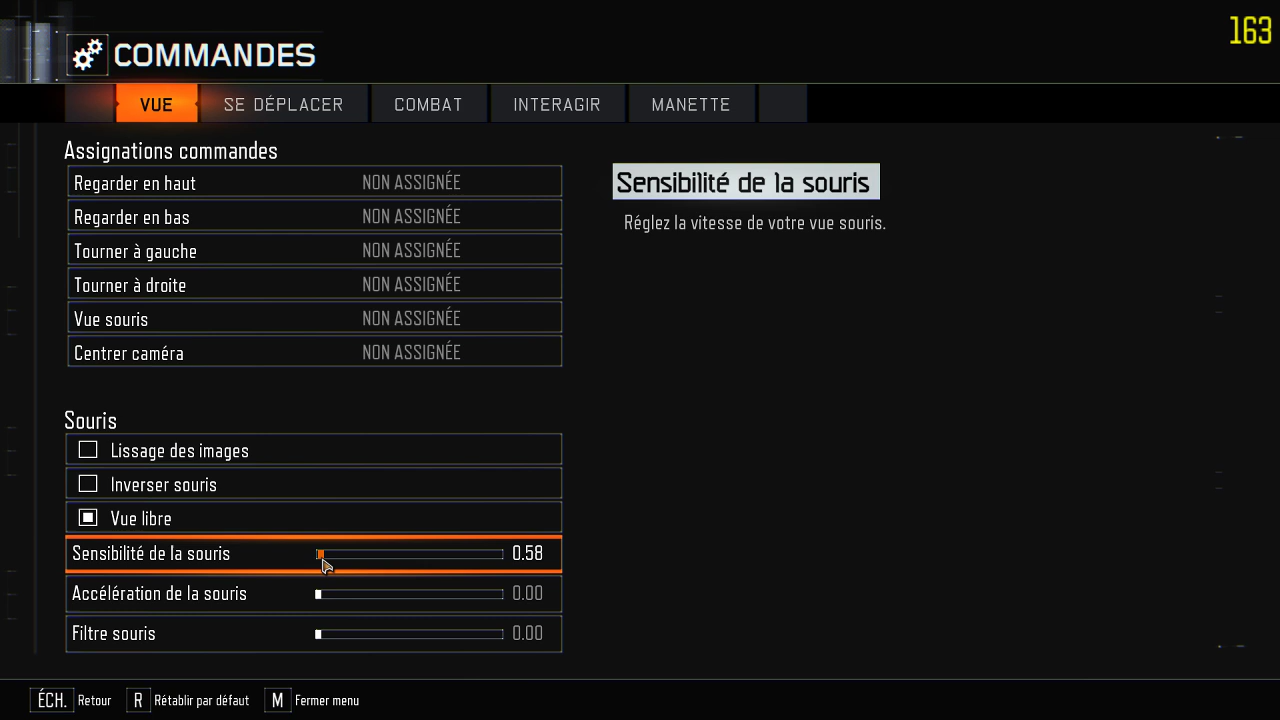 163
COMMANDES
VUE SE DÉPLACER COMBAT INTERAGIR MANETTE
Assignations commandes
Regarder en haut NON ASSIGNÉE
Regarder en bas NON ASSIGNÉE
Tourner à gauche NON ASSIGNÉE
Tourner à droite NON ASSIGNÉE
Vue souris NON ASSIGNÉE
Centrer caméra NON ASSIGNÉE
Souris
Lissage des images
Inverser souris
Vue libre
Sensibilité de la souris 0.58
Accélération de la souris 0.00
Filtre souris 0.00
Sensibilité de la souris
Réglez la vitesse de votre vue souris.
ÉCH. Retour R Rétablir par défaut M Fermer menu